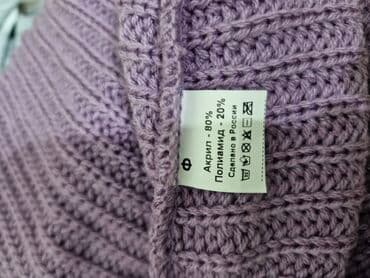 Ф
Акрил - 80%
Полиамид - 20%
Сделано в России